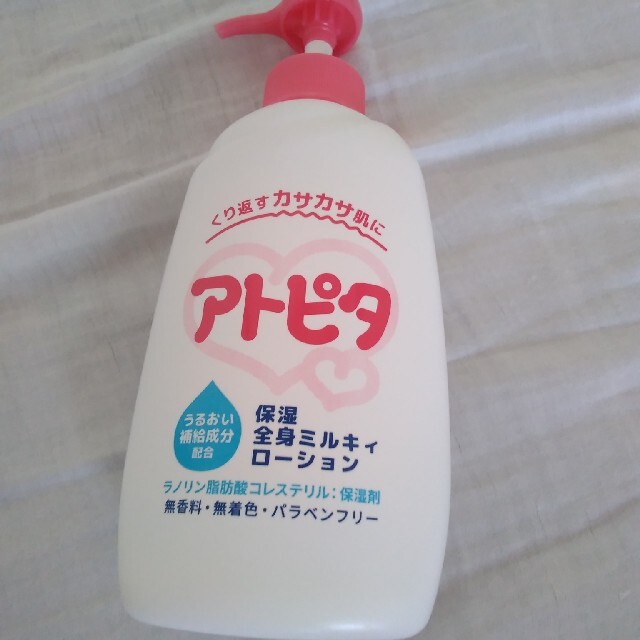 くり返すカサカサ肌に
アトピタ
うるおい
補給成分
配合
保湿
全身ミルキィ
ローション
ラノリン脂肪酸コレステリル：保湿剤
無香料・無着色・パラベンフリー